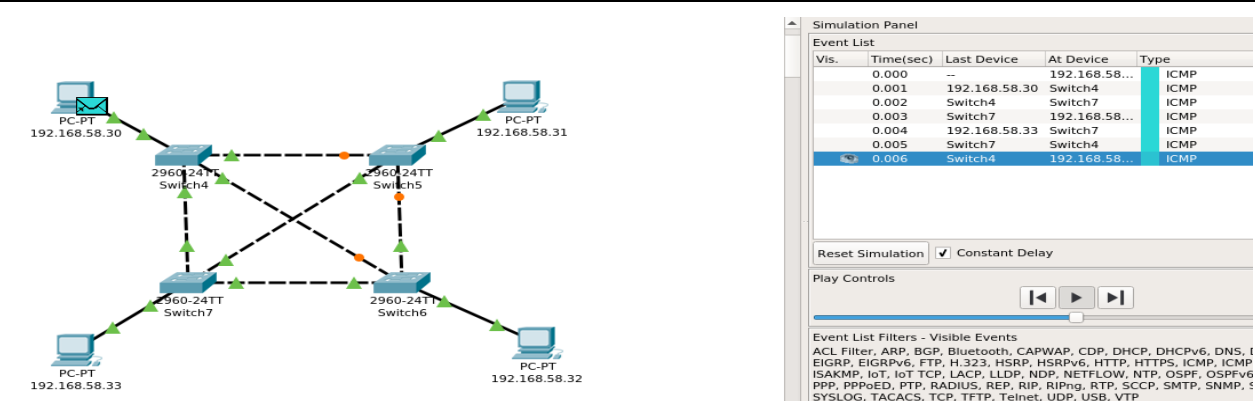 PC-PT
192.168.58.30
PC-PT
192.168.58.31
2960-24TT
Switch4
2960-24TT
Switch5
2960-24TT
Switch7
2960-24TT
Switch6
PC-PT
192.168.58.33
PC-PT
192.168.58.32
Simulation Panel
Event List
Vis. Time(sec) Last Device At Device Type
0.000 -- 192.168.58... ICMP
0.001 192.168.58.30 Switch4 ICMP
0.002 Switch4 Switch7 ICMP
0.003 Switch7 192.168.58... ICMP
0.004 192.168.58.33 Switch7 ICMP
0.005 Switch7 Switch4 ICMP
0.006 Switch4 192.168.58... ICMP
Reset Simulation Constant Delay
Play Controls
Event List Filters - Visible Events
ACL Filter, ARP, BGP, Bluetooth, CAPWAP, CDP, DHCP, DHCPv6, DNS,
EIGRP, EIGRPv6, FTP, H.323, HSRP, HSRPv6, HTTP, HTTPS, ICMP, ICMP
ISAKMP, IoT, IoT TCP, LACP, LLDP, NDP, NETFLOW, NTP, OSPF, OSPFv6
PPP, PPPoED, PTP, RADIUS, REP, RIP, RIPng, RTP, SCCP, SMTP, SNMP,
SYSLOG, TACACS, TCP, TFTP, Telnet, UDP, USB, VTP